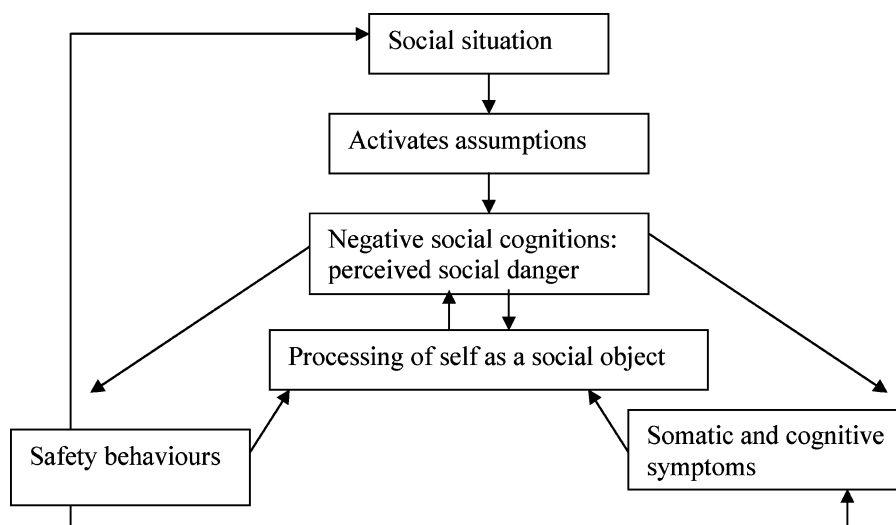 Social situation
Activates assumptions
Negative social cognitions:
perceived social danger
Processing of self as a social object
Safety behaviours
Somatic and cognitive
symptoms